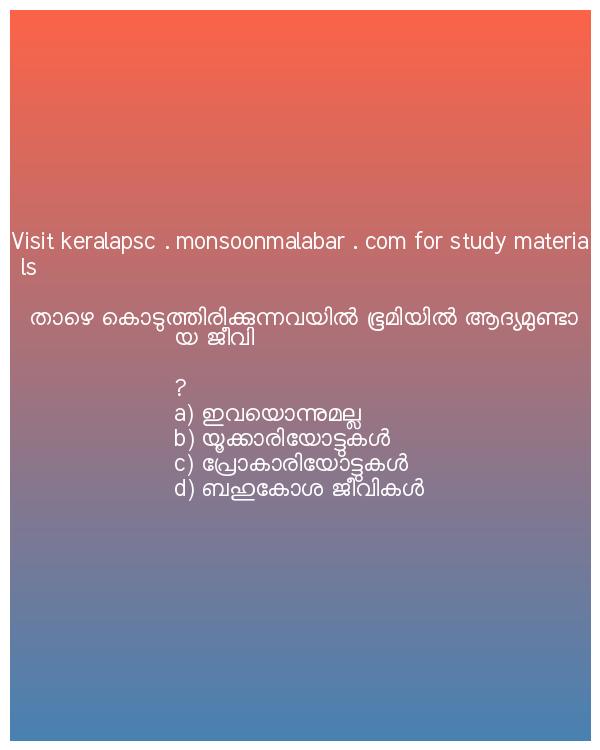 Visit keralapsc . monsoonmalabar . com for study materia
ls
താഴെ കൊടുത്തിരിക്കുന്നവയിൽ ഭൂമിയിൽ ആദ്യമുണ്ടാ
യ ജീവി
?
a) ഇവയൊന്നുമല്ല
b) യൂക്കാരിയോട്ടുകൾ
c) പ്രോകാരിയോട്ടുകൾ
d) ബഹുകോശ ജീവികൾ